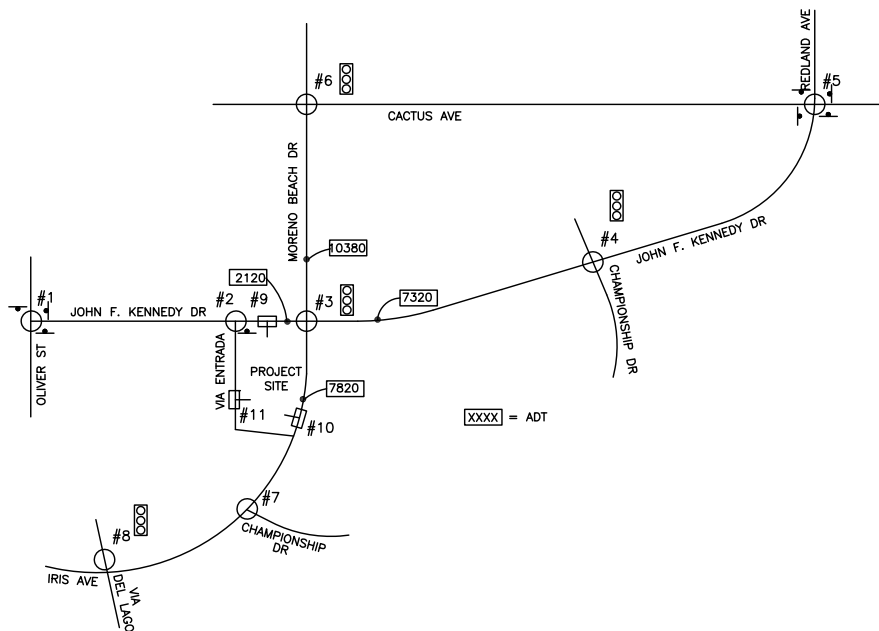 REDLAND AVE
#5
#6
CACTUS AVE
MORENO BEACH DR
#4
JOHN F. KENNEDY DR
CHAMPIONSHIP DR
10380
2120
7320
#1
JOHN F. KENNEDY DR
#2
#9
#3
OLIVER ST
VIA ENTRADA
PROJECT
SITE
7820
#11
#10
XXXX = ADT
#7
CHAMPIONSHIP
DR
#8
IRIS AVE
VIA
DEL LAGO